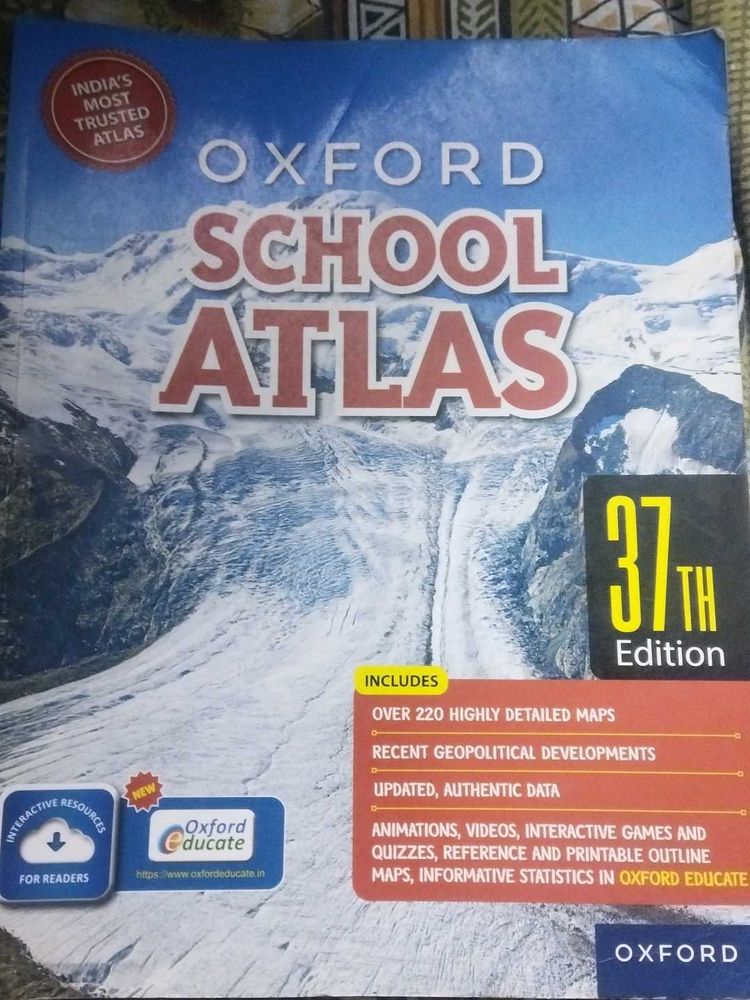 INDIA'S
MOST
TRUSTED
ATLAS
OXFORD
SCHOOL
ATLAS
37TH
Edition
INCLUDES
OVER 220 HIGHLY DETAILED MAPS
RECENT GEOPOLITICAL DEVELOPMENTS
UPDATED, AUTHENTIC DATA
ANIMATIONS, VIDEOS, INTERACTIVE GAMES AND
QUIZZES, REFERENCE AND PRINTABLE OUTLINE
MAPS, INFORMATIVE STATISTICS IN OXFORD EDUCATE
INTERACTIVE RESOURCES
FOR READERS
NEW
Oxford
educate
https://www.oxfordeducate.in
OXFORD